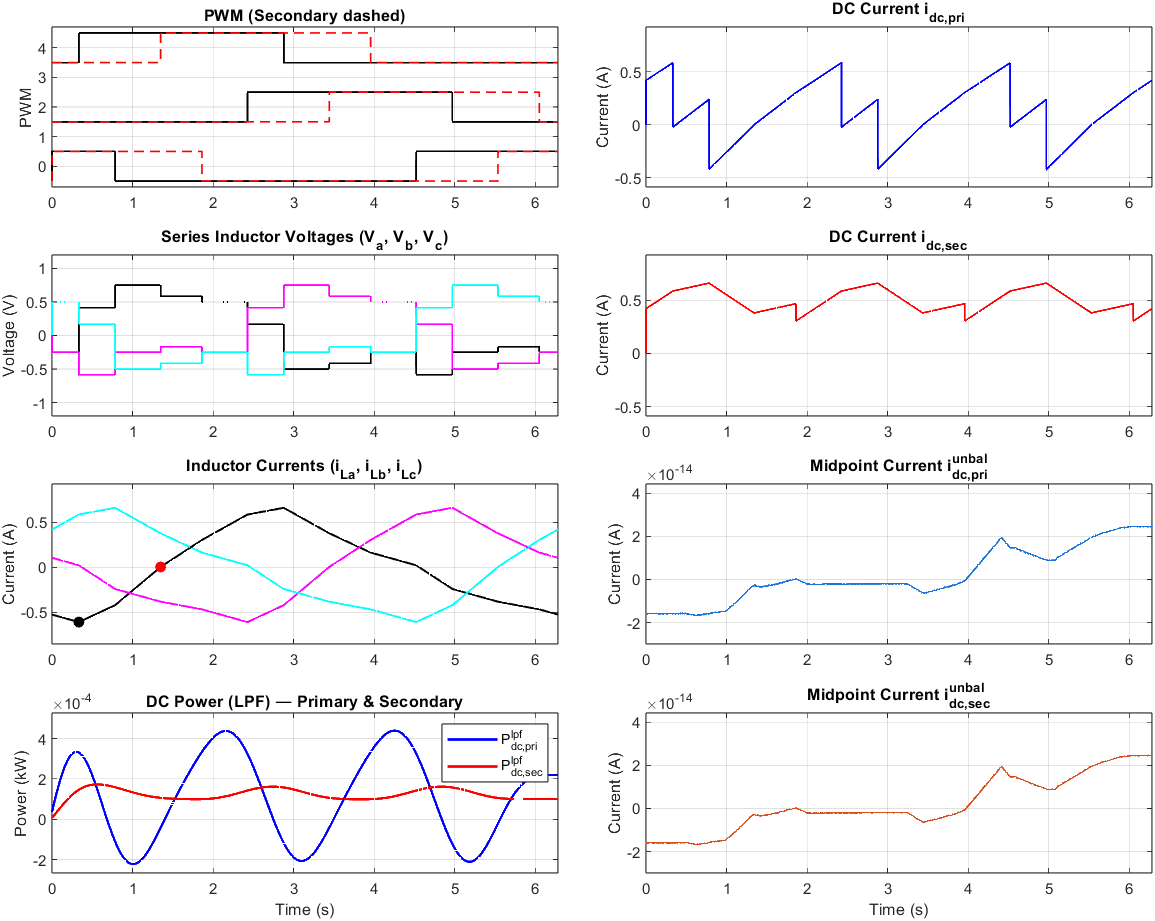 PWM (Secondary dashed)
PWM
4
3
2
1
0
0 1 2 3 4 5 6
DC Current i_dc,pri
Current (A)
0.5
0
-0.5
0 1 2 3 4 5 6
Series Inductor Voltages (V_a, V_b, V_c)
Voltage (V)
1
0.5
0
-0.5
-1
0 1 2 3 4 5 6
DC Current i_dc,sec
Current (A)
0.5
0
-0.5
0 1 2 3 4 5 6
Inductor Currents (i_La, i_Lb, i_Lc)
Current (A)
0.5
0
-0.5
0 1 2 3 4 5 6
Midpoint Current i_dc,pri^unbal
×10^-14
Current (A)
4
2
0
-2
0 1 2 3 4 5 6
DC Power (LPF) — Primary & Secondary
×10^-4
Power (kW)
4
2
0
-2
P_dc,pri^lpf
P_dc,sec^lpf
0 1 2 3 4 5 6
Time (s)
Midpoint Current i_dc,sec^unbal
×10^-14
Current (A)
4
2
0
-2
0 1 2 3 4 5 6
Time (s)